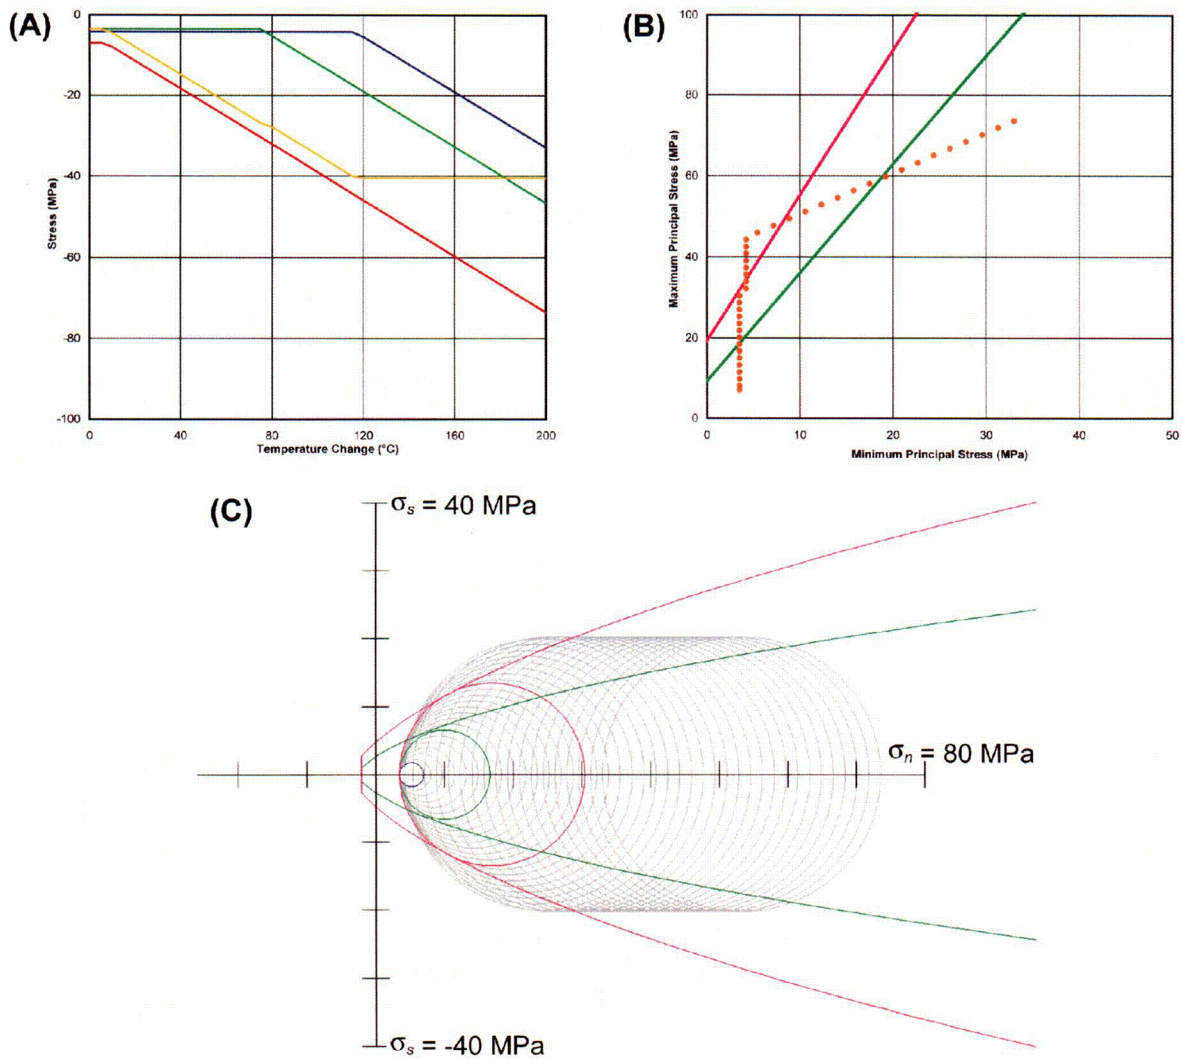 (A)
0
-20
-40
-60
-80
-100
Stress (MPa)
0 40 80 120 160 200
Temperature Change (°C)
(B)
100
80
60
40
20
0
Maximum Principal Stress (MPa)
0 10 20 30 40 50
Minimum Principal Stress (MPa)
(C)
σs = 40 MPa
σn = 80 MPa
σs = -40 MPa